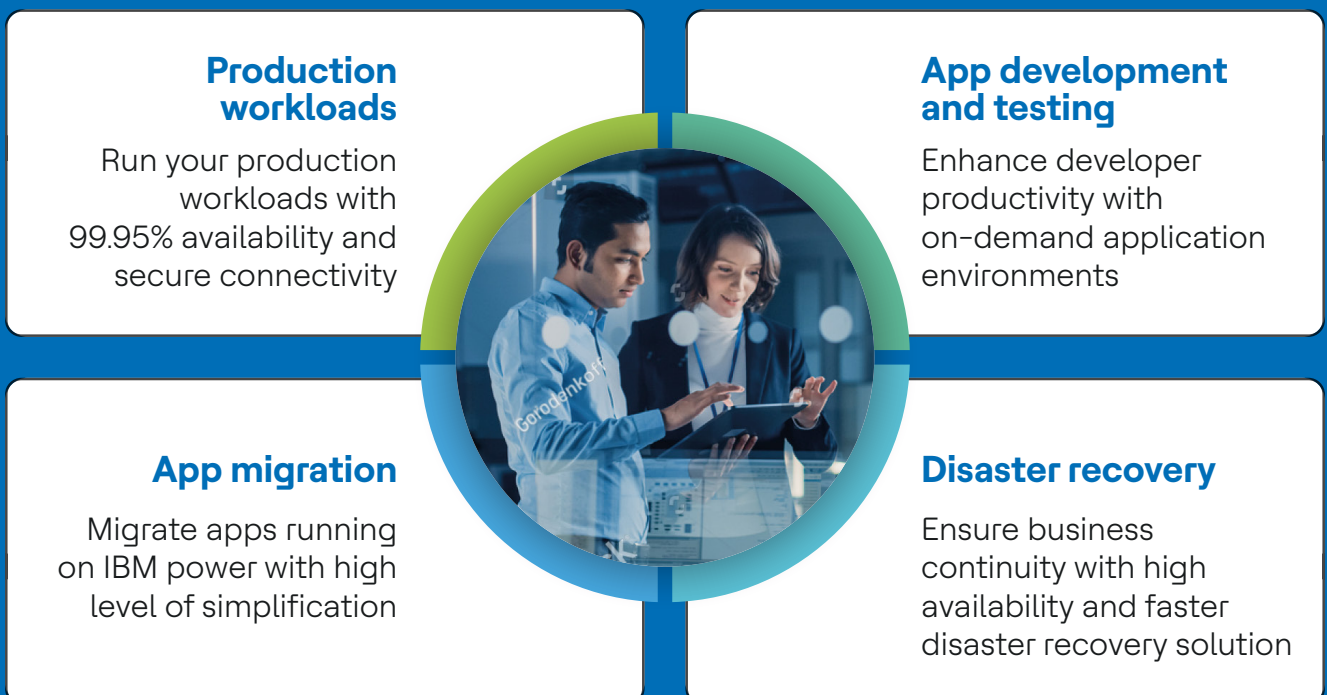 Production
workloads
Run your production
workloads with
99.95% availability and
secure connectivity
App development
and testing
Enhance developer
productivity with
on-demand application
environments
Gorodenkoff
App migration
Migrate apps running
on IBM power with high
level of simplification
Disaster recovery
Ensure business
continuity with high
availability and faster
disaster recovery solution